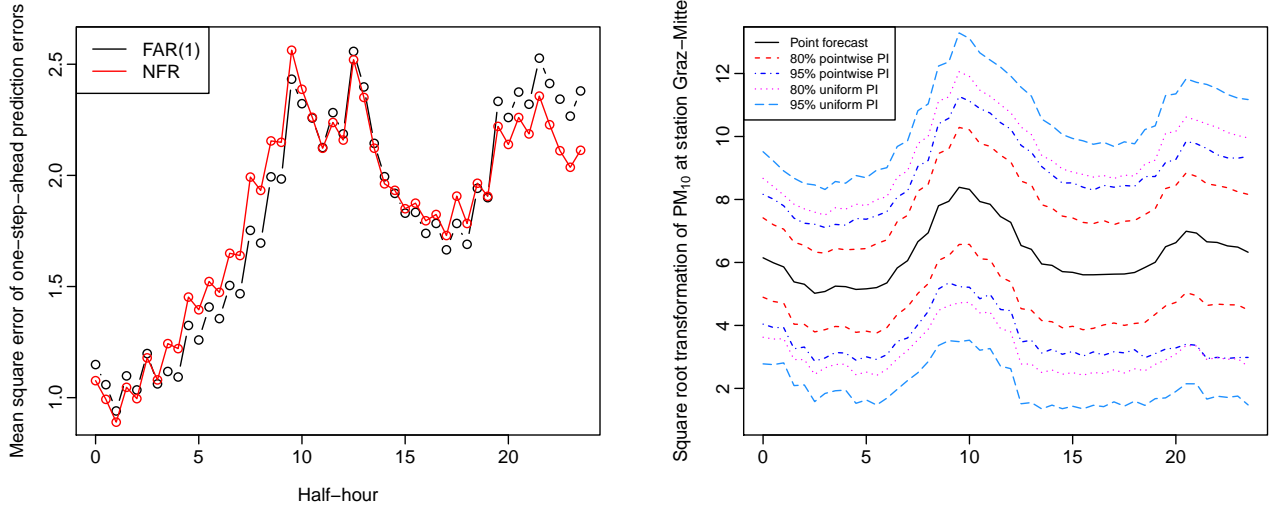 Mean square error of one−step−ahead prediction errors
FAR(1)
NFR
2.5
2.0
1.5
1.0
0 5 10 15 20
Half−hour
Square root transformation of PM10 at station Graz−Mitte
Point forecast
80% pointwise PI
95% pointwise PI
80% uniform PI
95% uniform PI
12
10
8
6
4
2
0 5 10 15 20